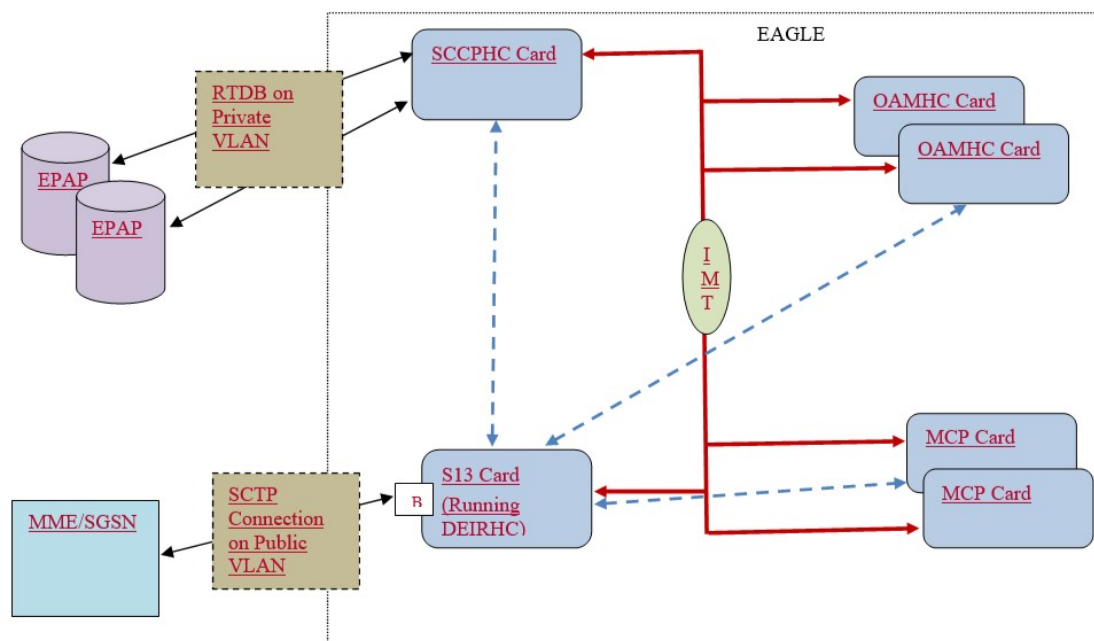 EAGLE
SCCPHC Card
RTDB on
Private
VLAN
OAMHC Card
OAMHC Card
EPAP
EPAP
I
M
T
MCP Card
MCP Card
S13 Card
(Running
DEIRHC)
B
SCTP
Connection
on Public
VLAN
MME/SGSN